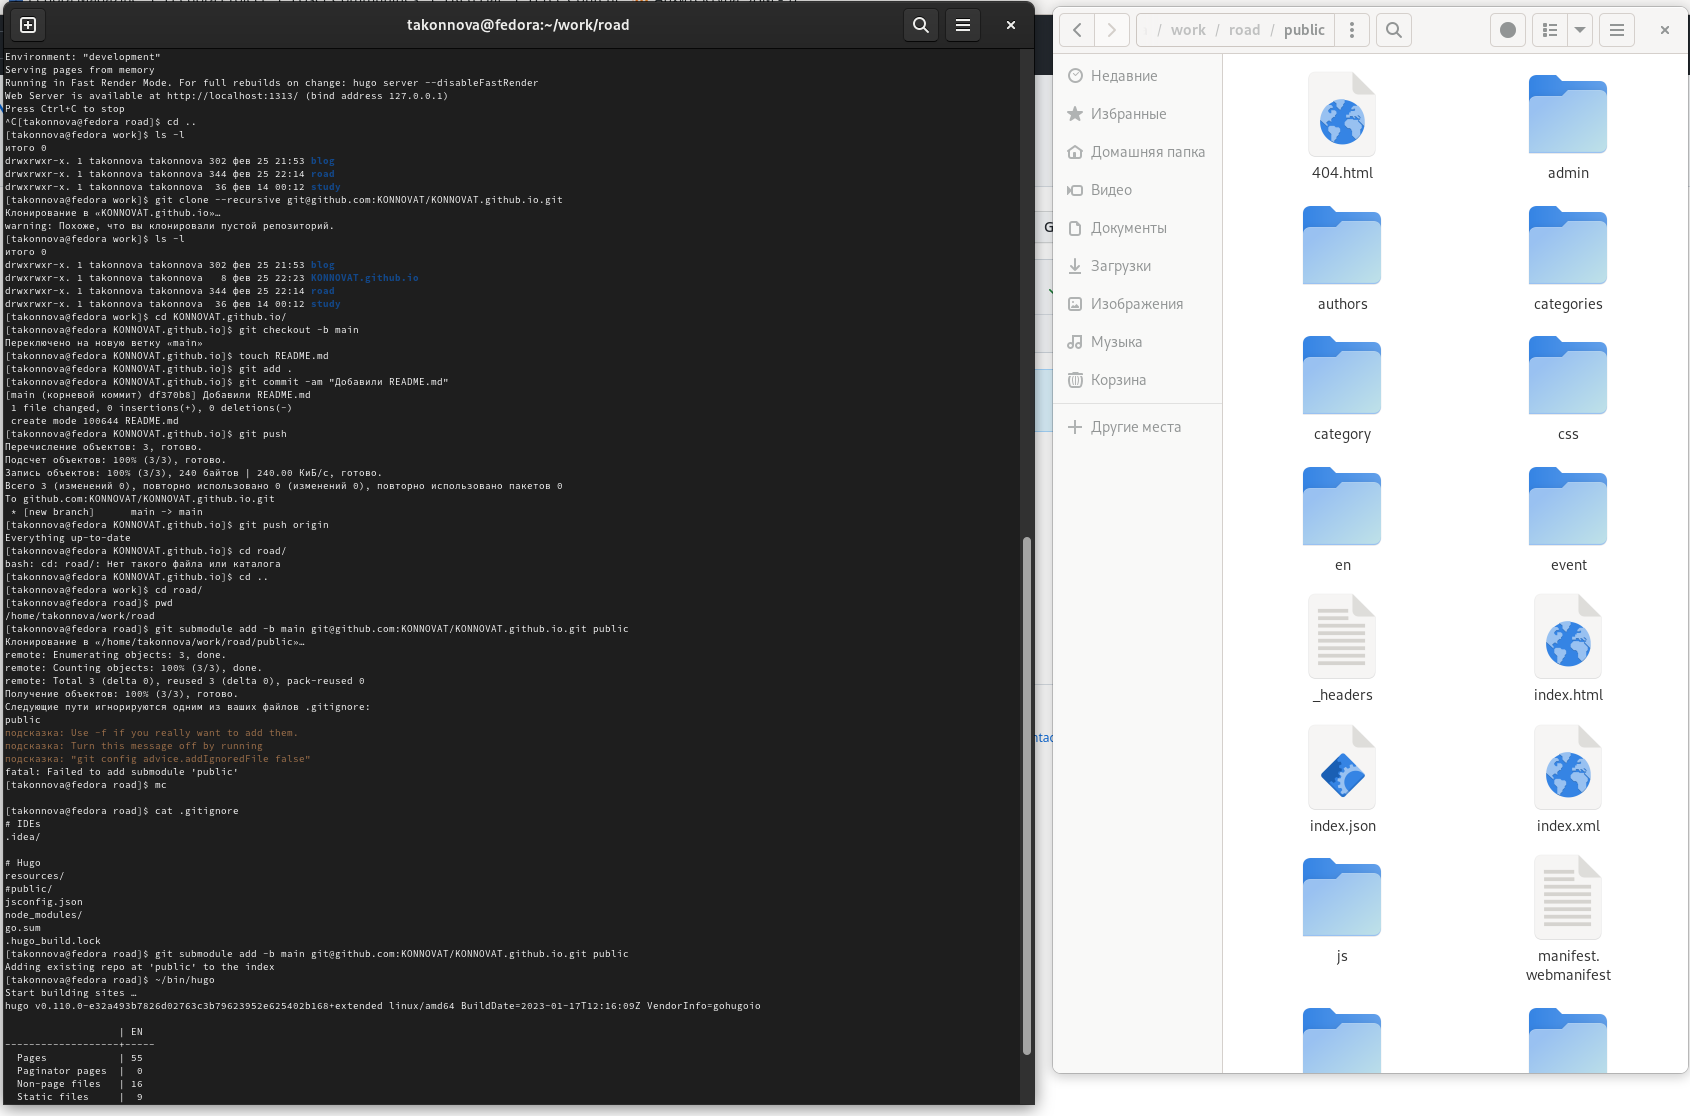 takonnova@fedora:~/work/road
Environment: "development"
Serving pages from memory
Running in Fast Render Mode. For full rebuilds on change: hugo server --disableFastRender
Web Server is available at http://localhost:1313/ (bind address 127.0.0.1)
Press Ctrl+C to stop
^C[takonnova@fedora road]$ cd ..
[takonnova@fedora work]$ ls -l
итого 0
drwxrwxr-x. 1 takonnova takonnova 302 фев 25 21:53 blog
drwxrwxr-x. 1 takonnova takonnova 344 фев 25 22:14 road
drwxrwxr-x. 1 takonnova takonnova  36 фев 14 00:12 study
[takonnova@fedora work]$ git clone --recursive git@github.com:KONNOVAT/KONNOVAT.github.io.git
Клонирование в «KONNOVAT.github.io»…
warning: Похоже, что вы клонировали пустой репозиторий.
[takonnova@fedora work]$ ls -l
итого 0
drwxrwxr-x. 1 takonnova takonnova 302 фев 25 21:53 blog
drwxrwxr-x. 1 takonnova takonnova   8 фев 25 22:23 KONNOVAT.github.io
drwxrwxr-x. 1 takonnova takonnova 344 фев 25 22:14 road
drwxrwxr-x. 1 takonnova takonnova  36 фев 14 00:12 study
[takonnova@fedora work]$ cd KONNOVAT.github.io/
[takonnova@fedora KONNOVAT.github.io]$ git checkout -b main
Переключено на новую ветку «main»
[takonnova@fedora KONNOVAT.github.io]$ touch README.md
[takonnova@fedora KONNOVAT.github.io]$ git add .
[takonnova@fedora KONNOVAT.github.io]$ git commit -am "Добавили README.md"
[main (корневой коммит) df370b8] Добавили README.md
 1 file changed, 0 insertions(+), 0 deletions(-)
 create mode 100644 README.md
[takonnova@fedora KONNOVAT.github.io]$ git push
Перечисление объектов: 3, готово.
Подсчет объектов: 100% (3/3), готово.
Запись объектов: 100% (3/3), 240 байтов | 240.00 КиБ/с, готово.
Всего 3 (изменений 0), повторно использовано 0 (изменений 0), повторно использовано пакетов 0
To github.com:KONNOVAT/KONNOVAT.github.io.git
 * [new branch]      main -> main
[takonnova@fedora KONNOVAT.github.io]$ git push origin
Everything up-to-date
[takonnova@fedora KONNOVAT.github.io]$ cd road/
bash: cd: road/: Нет такого файла или каталога
[takonnova@fedora KONNOVAT.github.io]$ cd ..
[takonnova@fedora work]$ cd road/
[takonnova@fedora road]$ pwd
/home/takonnova/work/road
[takonnova@fedora road]$ git submodule add -b main git@github.com:KONNOVAT/KONNOVAT.github.io.git public
Клонирование в «/home/takonnova/work/road/public»…
remote: Enumerating objects: 3, done.
remote: Counting objects: 100% (3/3), done.
remote: Total 3 (delta 0), reused 3 (delta 0), pack-reused 0
Получение объектов: 100% (3/3), готово.
Следующие пути игнорируются одним из ваших файлов .gitignore:
public
подсказка: Use -f if you really want to add them.
подсказка: Turn this message off by running
подсказка: "git config advice.addIgnoredFile false"
fatal: Failed to add submodule 'public'
[takonnova@fedora road]$ mc
[takonnova@fedora road]$ cat .gitignore
# IDEs
.idea/
# Hugo
resources/
#public/
jsconfig.json
node_modules/
go.sum
.hugo_build.lock
[takonnova@fedora road]$ git submodule add -b main git@github.com:KONNOVAT/KONNOVAT.github.io.git public
Adding existing repo at 'public' to the index
[takonnova@fedora road]$ ~/bin/hugo
Start building sites …
hugo v0.110.0-e32a493b7826d02763c3b79623952e625402b168+extended linux/amd64 BuildDate=2023-01-17T12:16:09Z VendorInfo=gohugoio
                   | EN
-------------------+-----
  Pages            | 55
  Paginator pages  |  0
  Non-page files   | 16
  Static files     |  9
/ work / road / public
Недавние
Избранные
Домашняя папка
Видео
Документы
Загрузки
Изображения
Музыка
Корзина
Другие места
404.html
admin
authors
categories
category
css
en
event
_headers
index.html
index.json
index.xml
js
manifest.
webmanifest